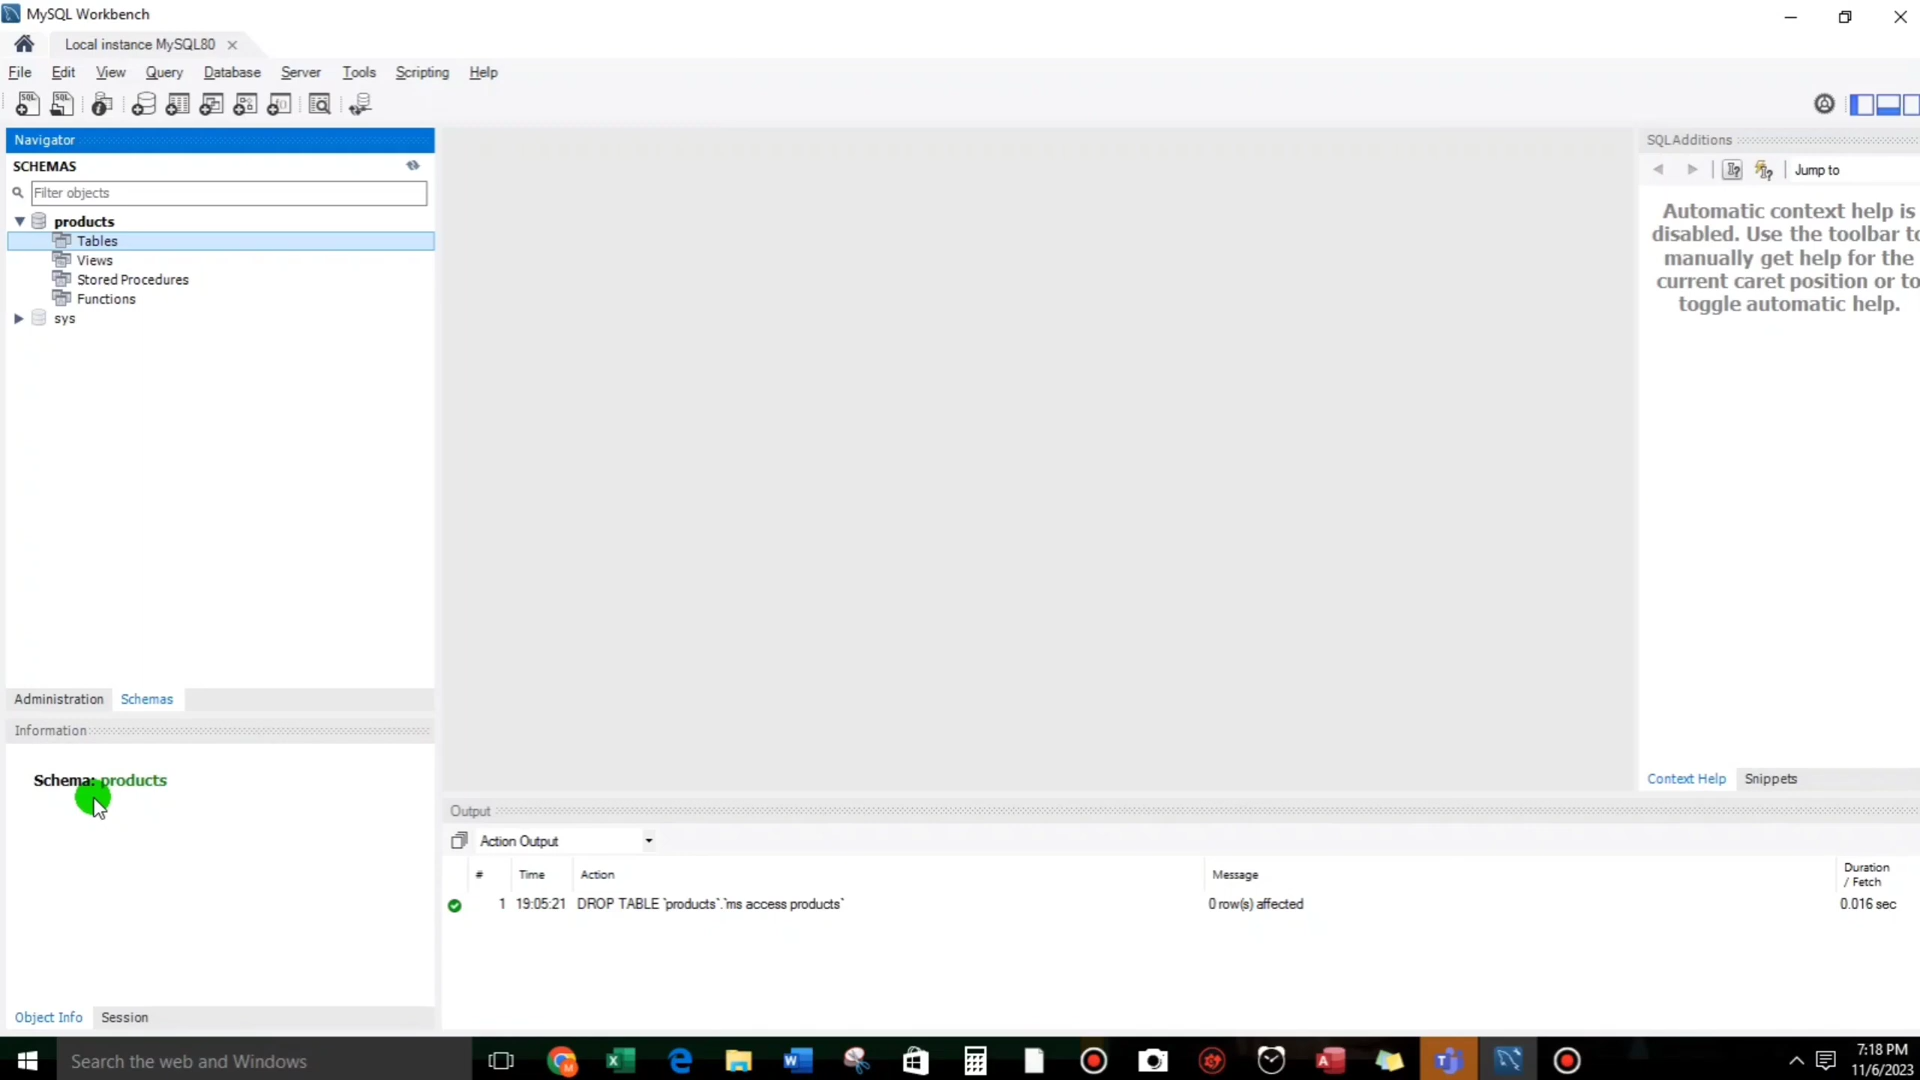 MySQL Workbench
Local instance MySQL80
File Edit View Query Database Server Tools Scripting Help
Navigator
SCHEMAS
Filter objects
products
Tables
Views
Stored Procedures
Functions
sys
Administration Schemas
Information
Schema: products
Object Info Session
SQLAdditions
Jump to
Automatic context help is
disabled. Use the toolbar to
manually get help for the
current caret position or to
toggle automatic help.
Context Help Snippets
Output
Action Output
# Time Action Message Duration
/ Fetch
1 19:05:21 DROP TABLE `products`.`ms access products` 0 row(s) affected 0.016 sec
Search the web and Windows
7:18 PM
11/6/2023